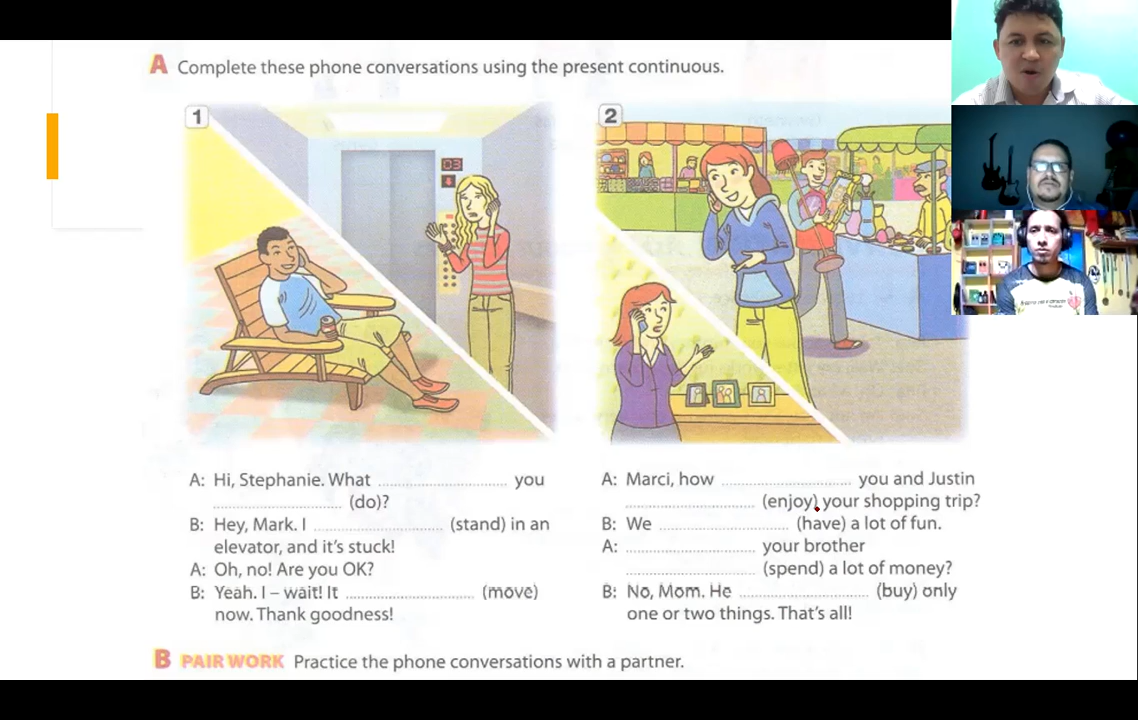 A Complete these phone conversations using the present continuous.
1
03
2
A: Hi, Stephanie. What ................................ you
................................ (do)?
B: Hey, Mark. I ................................ (stand) in an
elevator, and it's stuck!
A: Oh, no! Are you OK?
B: Yeah. I – wait! It ................................ (move)
now. Thank goodness!
A: Marci, how ................................ you and Justin
................................ (enjoy) your shopping trip?
B: We ................................ (have) a lot of fun.
A: ................................ your brother
................................ (spend) a lot of money?
B: No, Mom. He ................................ (buy) only
one or two things. That's all!
B PAIR WORK Practice the phone conversations with a partner.